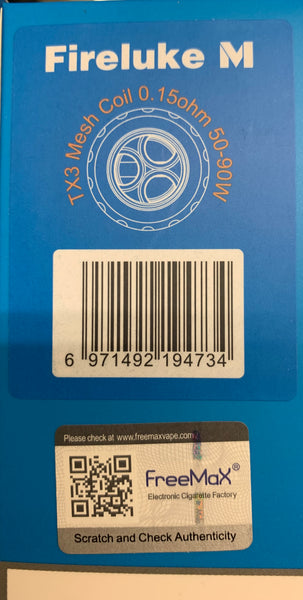 Fireluke M
TX3 Mesh Coil 0.15ohm 50-90W
6 971492 194734
Please check at www.freemaxvape.com
FreeMaX®
Electronic Cigarette Factory
Scratch and Check Authenticity